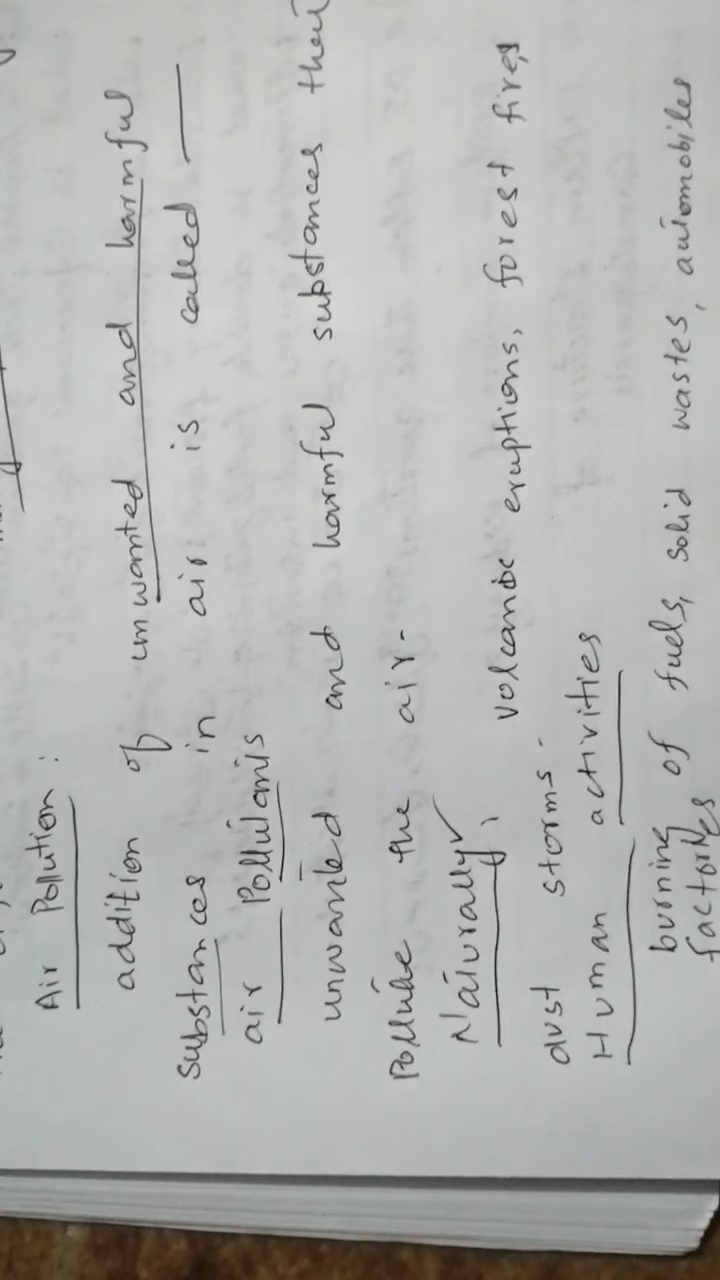 Air Pollution :
addition of unwanted and harmful
substances in air is called —
air Pollutants
unwanted and harmful substances that
Pollute the air-
Naturally, volcanic eruptions, forest fires
dust storms.
Human activities
burning of fuels, solid wastes, automobiles
factories